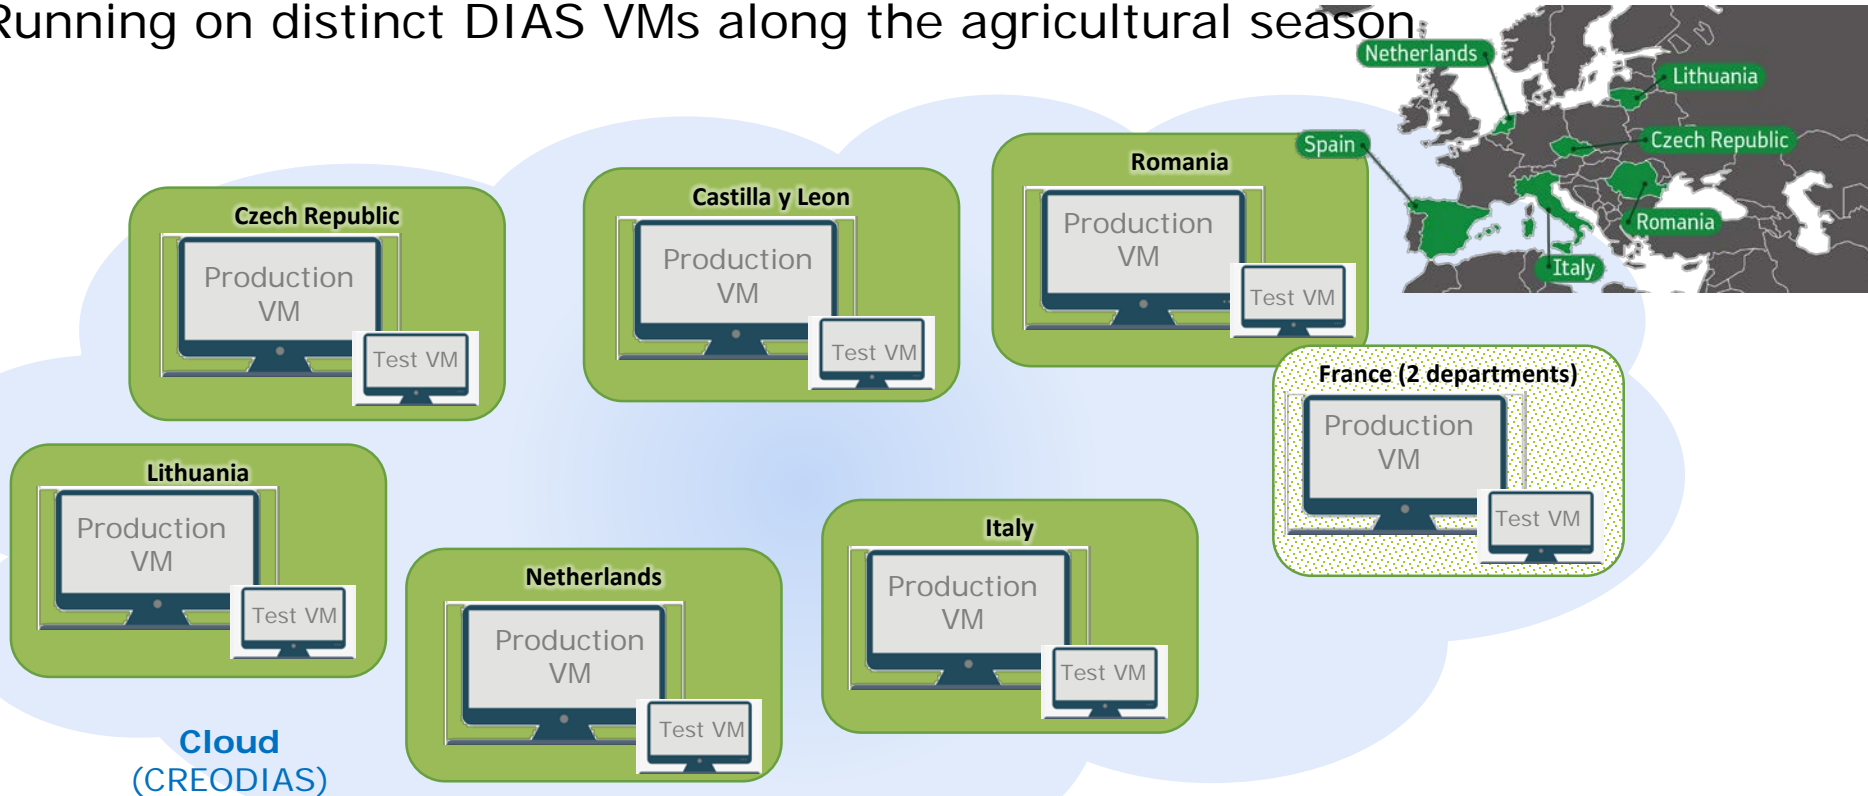 Running on distinct DIAS VMs along the agricultural season
Netherlands
Lithuania
Spain
Czech Republic
Romania
Italy
Czech Republic
Production
VM
Test VM
Castilla y Leon
Production
VM
Test VM
Romania
Production
VM
Test VM
France (2 departments)
Production
VM
Test VM
Lithuania
Production
VM
Test VM
Netherlands
Production
VM
Test VM
Italy
Production
VM
Test VM
Cloud
(CREODIAS)